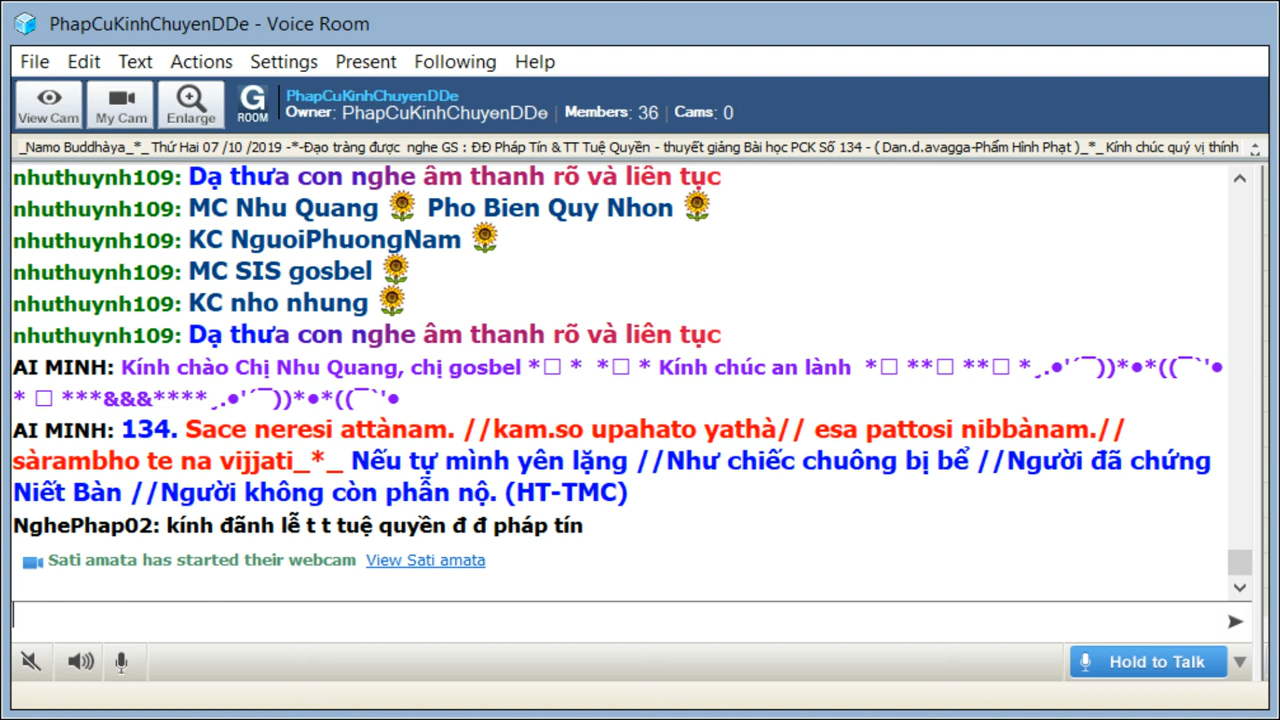 PhapCuKinhChuyenDDe - Voice Room
File Edit Text Actions Settings Present Following Help
View Cam My Cam Enlarge G ROOM PhapCuKinhChuyenDDe
Owner: PhapCuKinhChuyenDDe | Members: 36 | Cams: 0
_Namo Buddhàya_*_ Thứ Hai 07 /10 /2019 -*-Đạo tràng được nghe GS : ĐĐ Pháp Tín & TT Tuệ Quyền - thuyết giảng Bài học PCK Số 134 - ( Dan.d.avagga-Phẩm Hình Phạt )_*_Kính chúc quý vị thính
nhuthuynh109: Dạ thưa con nghe âm thanh rõ và liên tục
nhuthuynh109: MC Nhu Quang 🌻 Pho Bien Quy Nhon 🌻
nhuthuynh109: KC NguoiPhuongNam 🌻
nhuthuynh109: MC SIS gosbel 🌻
nhuthuynh109: KC nho nhung 🌻
nhuthuynh109: Dạ thưa con nghe âm thanh rõ và liên tục
AI MINH: Kính chào Chị Nhu Quang, chị gosbel *□ * *□ * Kính chúc an lành *□ **□ **□ *¸.●'´¯))*●*((¯`'●
* □ ***&&&****¸.●'´¯))*●*((¯`'●
AI MINH: 134. Sace neresi attànam. //kam.so upahato yathà// esa pattosi nibbànam.//
sàrambho te na vijjati_*_ Nếu tự mình yên lặng //Như chiếc chuông bị bể //Người đã chứng
Niết Bàn //Người không còn phẫn nộ. (HT-TMC)
NghePhap02: kính đãnh lễ t t tuệ quyền đ đ pháp tín
Sati amata has started their webcam View Sati amata
Hold to Talk